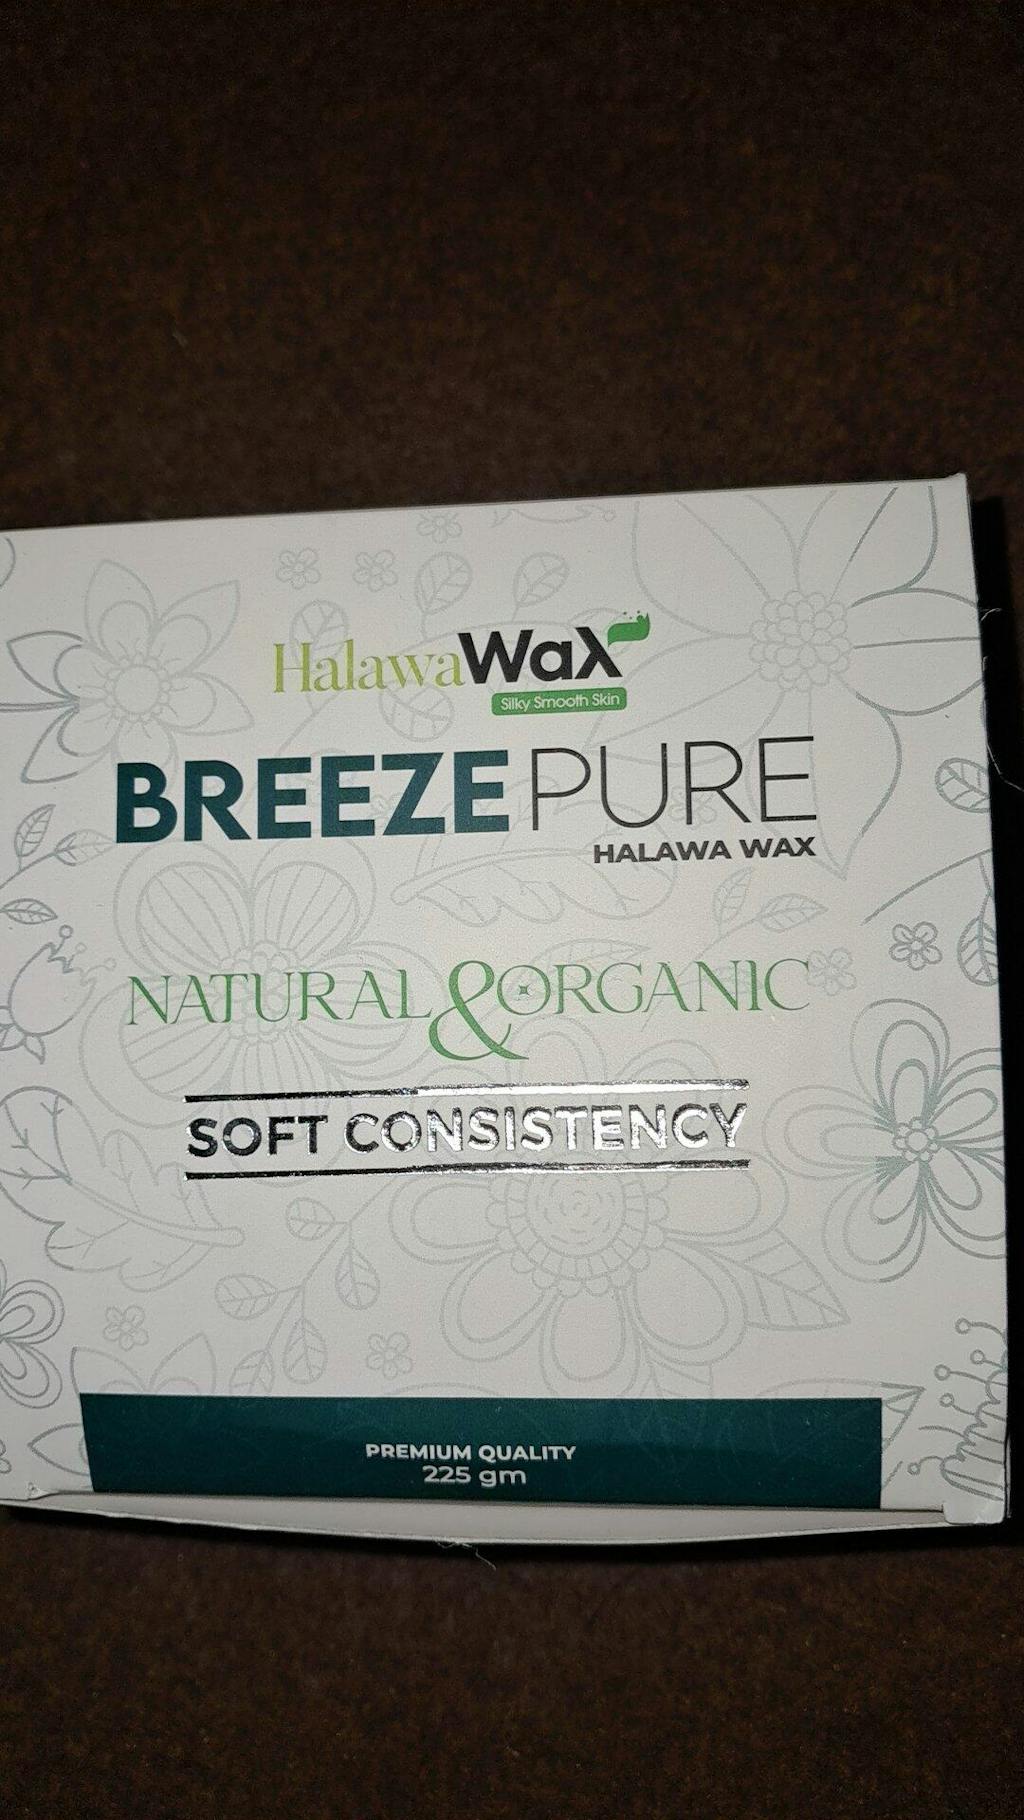 HalawaWaX
Silky Smooth Skin
BREEZE PURE
HALAWA WAX
NATURAL & ORGANIC
SOFT CONSISTENCY
PREMIUM QUALITY
225 gm